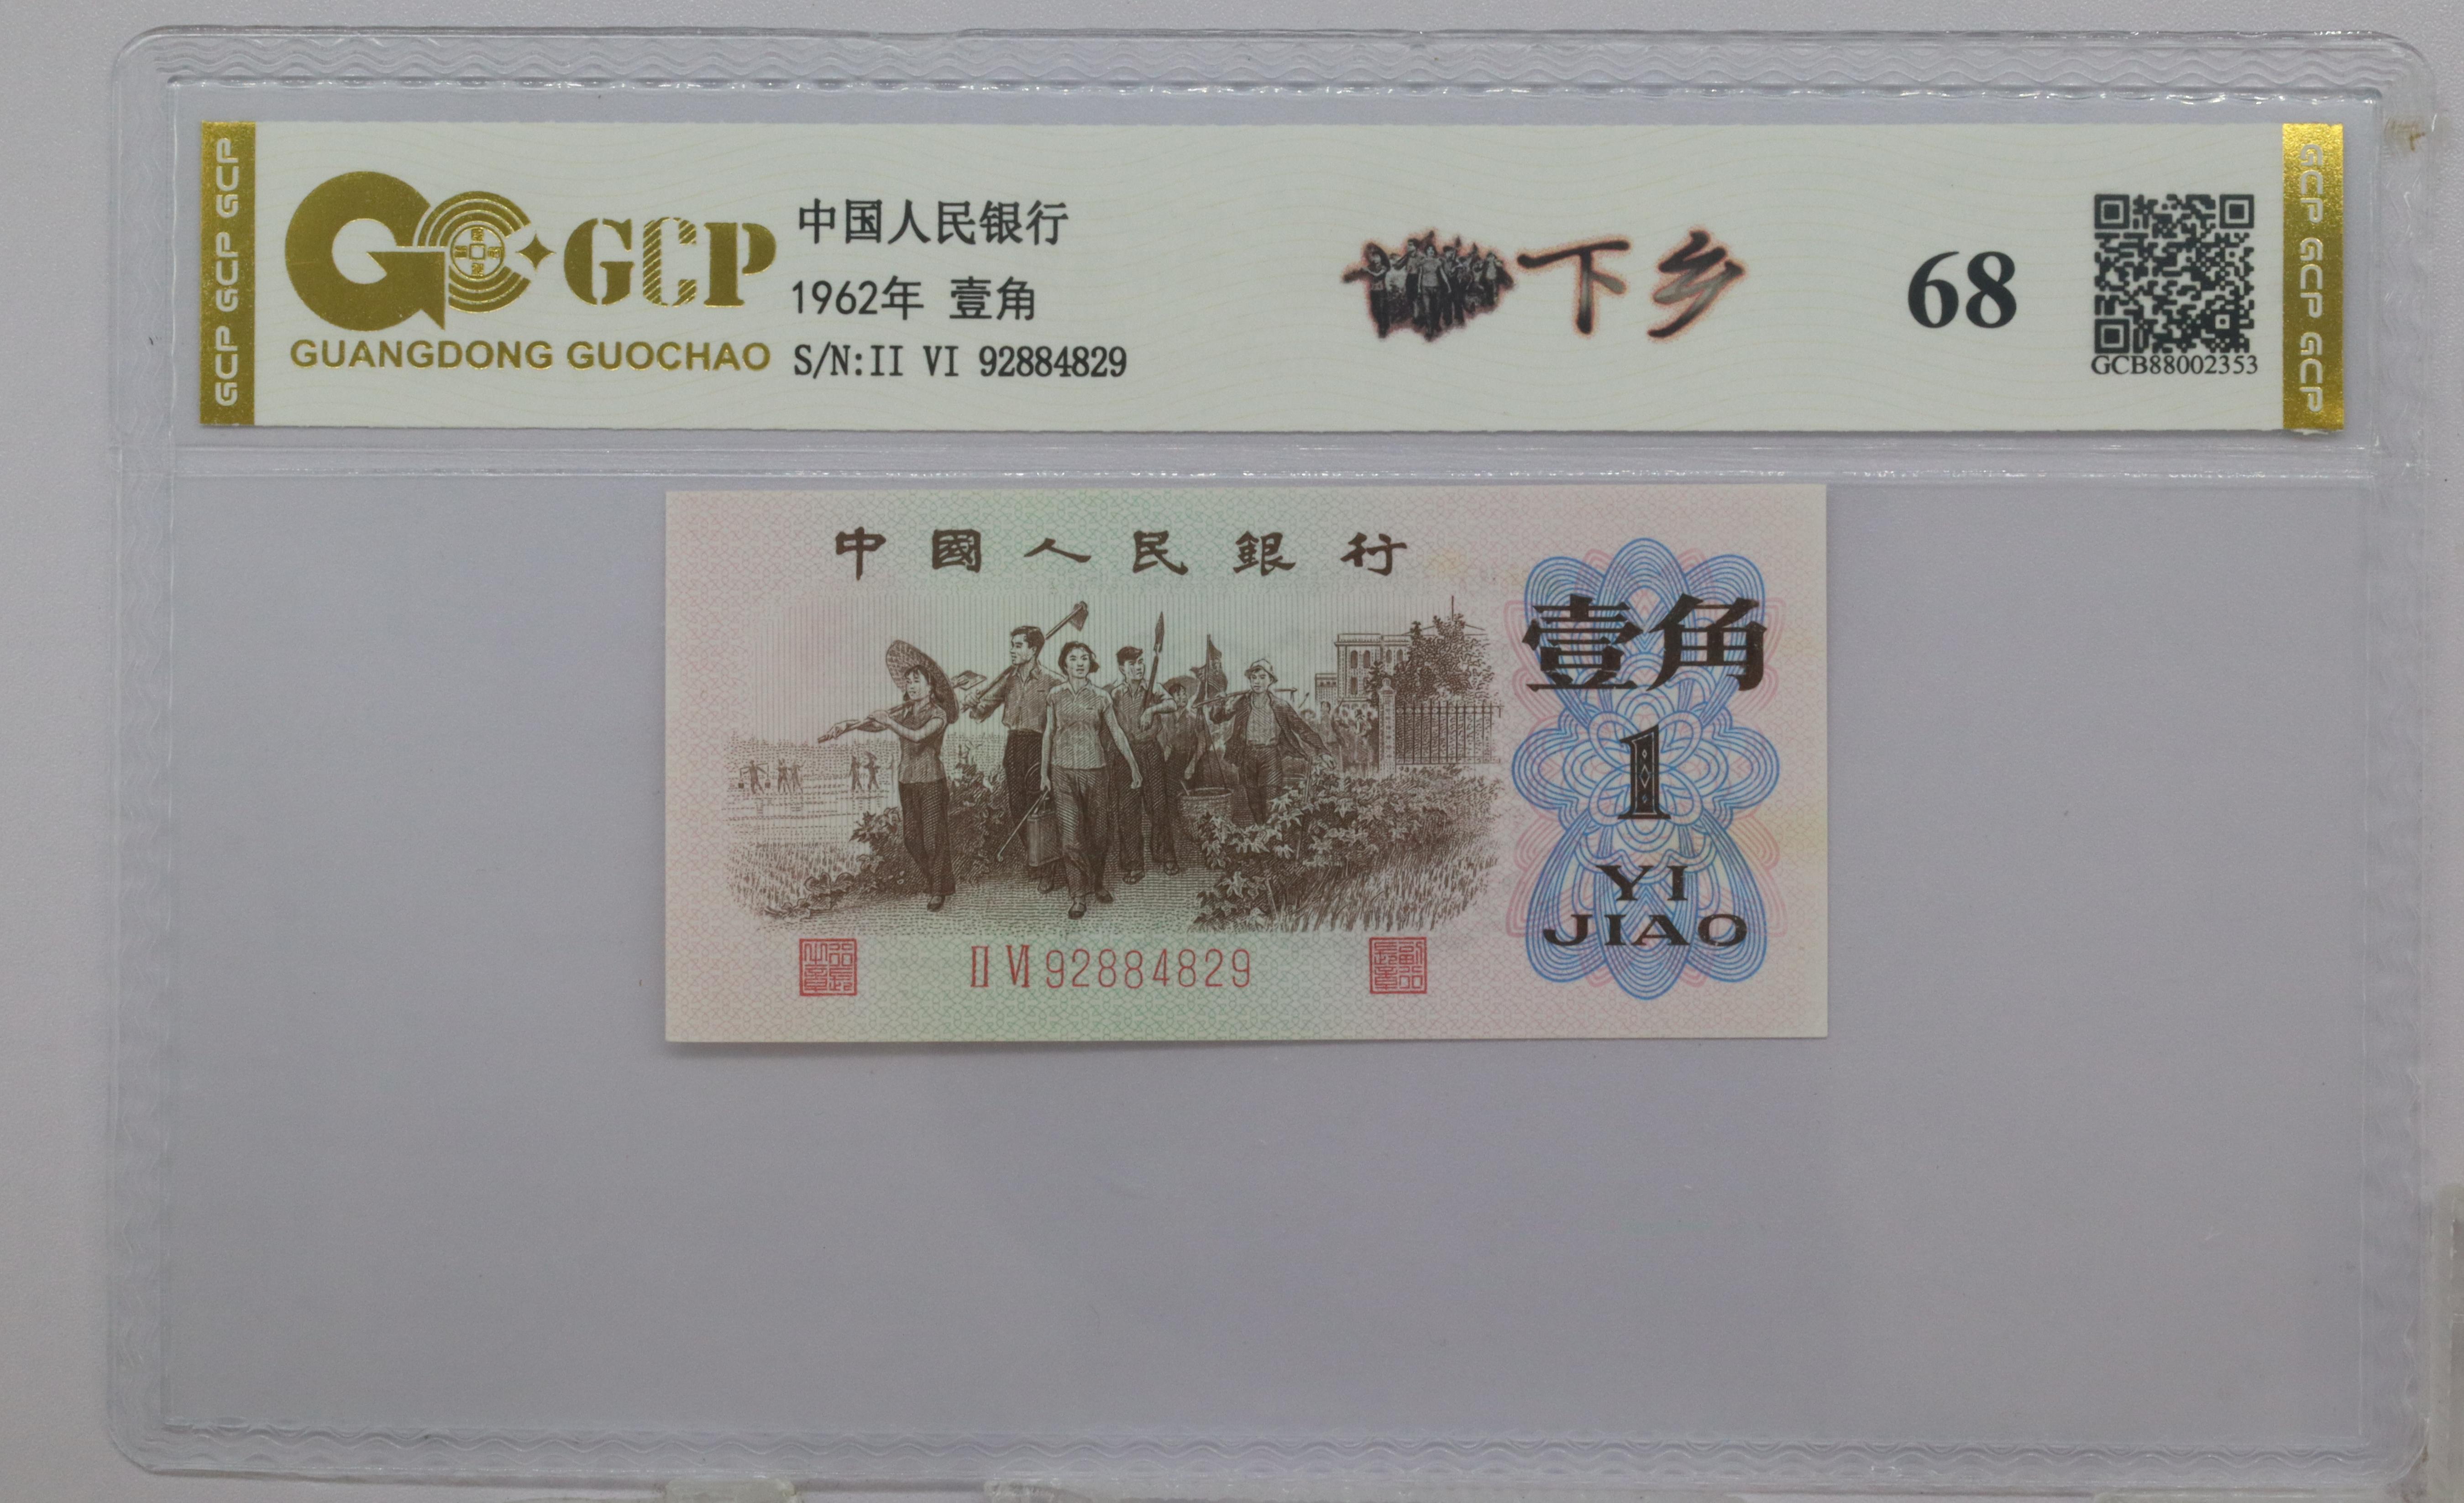 GCP GCP GCP
GCP
GUANGDONG GUOCHAO
中国人民银行
1962年 壹角
S/N:II VI 92884829
下乡
68
GCB88002353
GCP GCP GCP
中國人民銀行
壹角
1
YI
JIAO
II VI 92884829